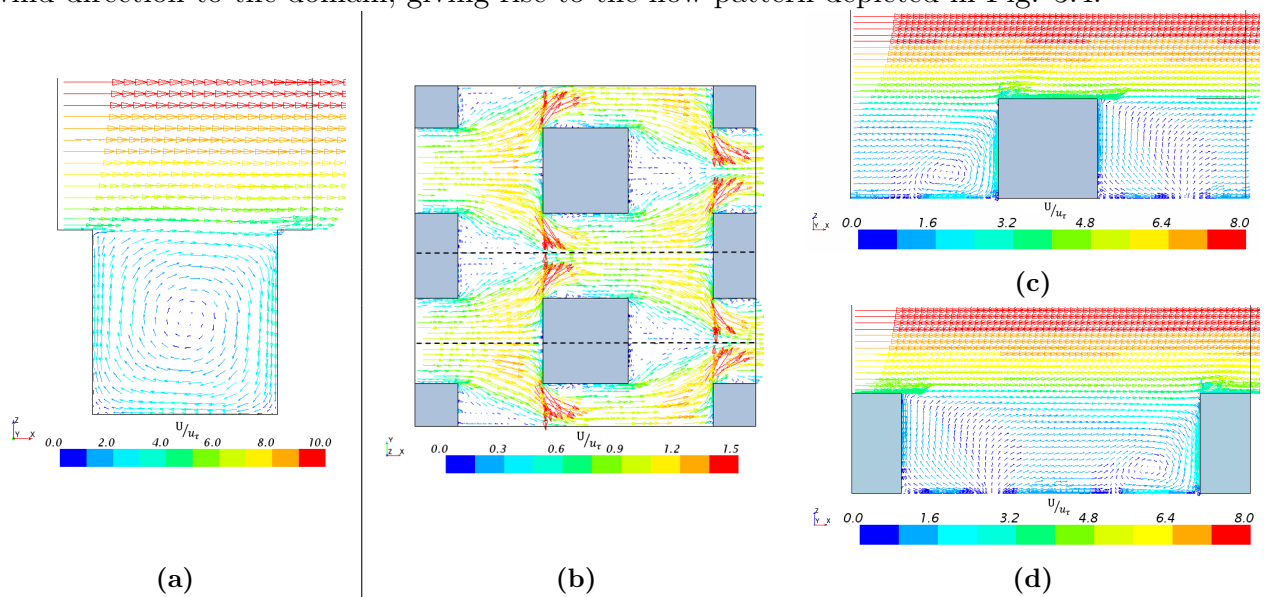 wind direction to the domain, giving rise to the flow pattern depicted in Fig.
Z
Y X
U/uτ
0.0 2.0 4.0 6.0 8.0 10.0
(a)
Y
Z X
U/uτ
0.0 0.3 0.6 0.9 1.2 1.5
(b)
Z
Y X
U/uτ
0.0 1.6 3.2 4.8 6.4 8.0
(c)
Z
Y X
U/uτ
0.0 1.6 3.2 4.8 6.4 8.0
(d)